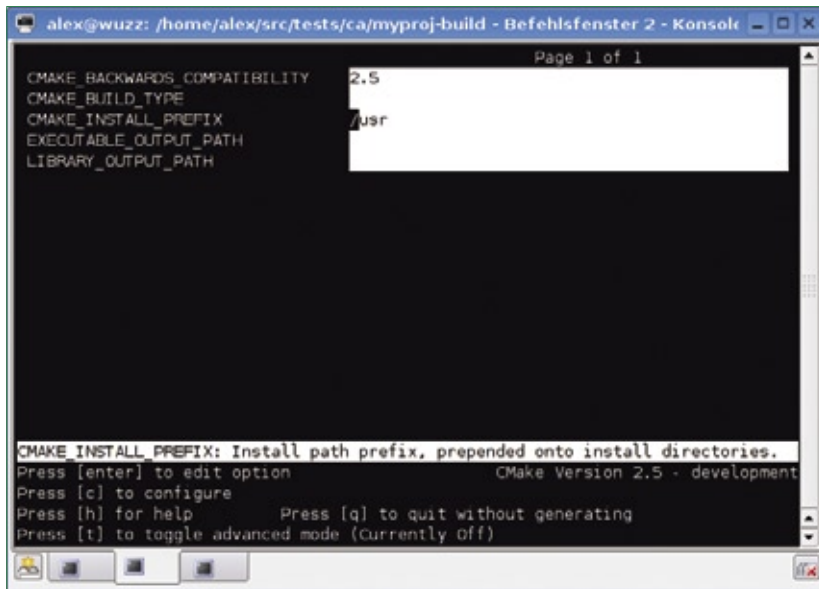 alex@wuzz: /home/alex/src/tests/ca/myproj-build - Befehlsfenster 2 - Konsole
Page 1 of 1
CMAKE_BACKWARDS_COMPATIBILITY 2.5
CMAKE_BUILD_TYPE
CMAKE_INSTALL_PREFIX /usr
EXECUTABLE_OUTPUT_PATH
LIBRARY_OUTPUT_PATH
CMAKE_INSTALL_PREFIX: Install path prefix, prepended onto install directories.
Press [enter] to edit option CMake Version 2.5 - development
Press [c] to configure
Press [h] for help Press [q] to quit without generating
Press [t] to toggle advanced mode (Currently Off)